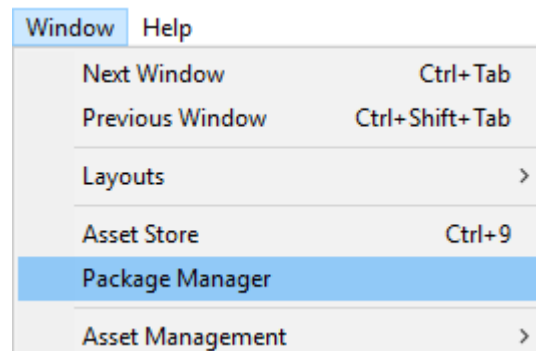 Window Help
Next Window Ctrl+Tab
Previous Window Ctrl+Shift+Tab
Layouts
Asset Store Ctrl+9
Package Manager
Asset Management